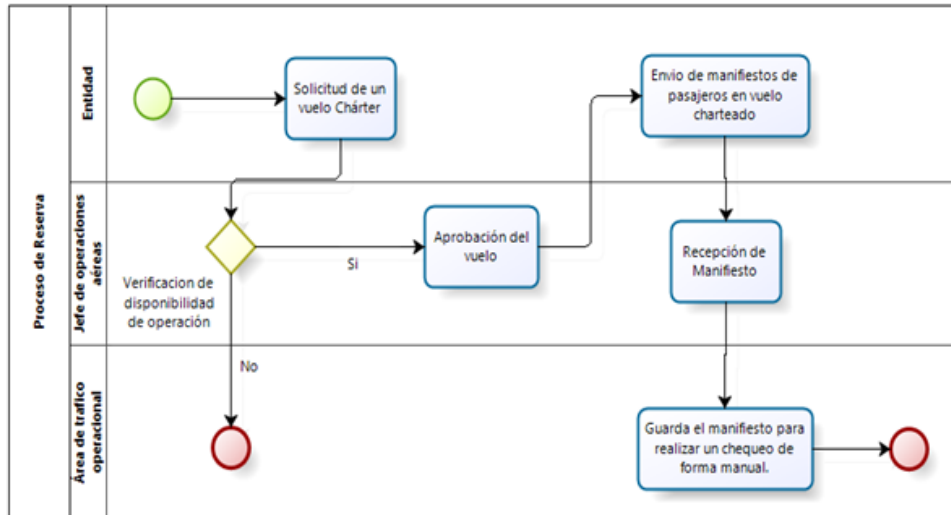 Proceso de Reserva
Entidad
Solicitud de un
vuelo Chárter
Envio de manifiestos de
pasajeros en vuelo
charteado
Jefe de operaciones
aéreas
Verificacion de
disponibilidad
de operación
Si
Aprobación del
vuelo
Recepción de
Manifiesto
Área de trafico
operacional
No
Guarda el manifesto para
realizar un chequeo de
forma manual.